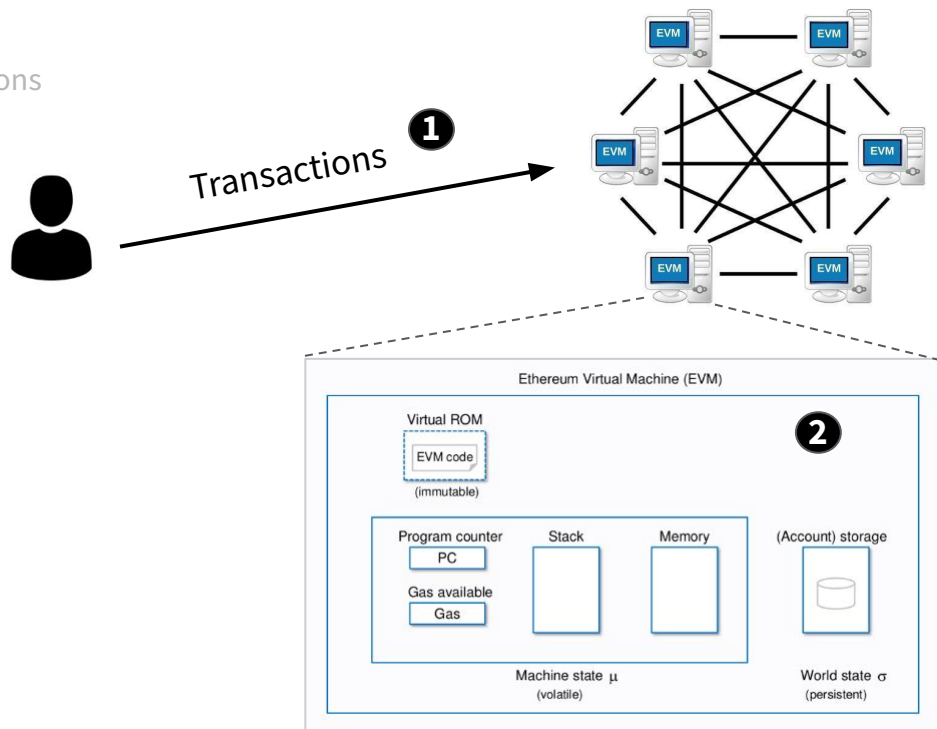 EVM
EVM
ons
1
Transactions
EVM
EVM
EVM
EVM
Ethereum Virtual Machine (EVM)
2
Virtual ROM
EVM code
(immutable)
Program counter
PC
Stack
Memory
(Account) storage
Gas available
Gas
Machine state μ
(volatile)
World state σ
(persistent)